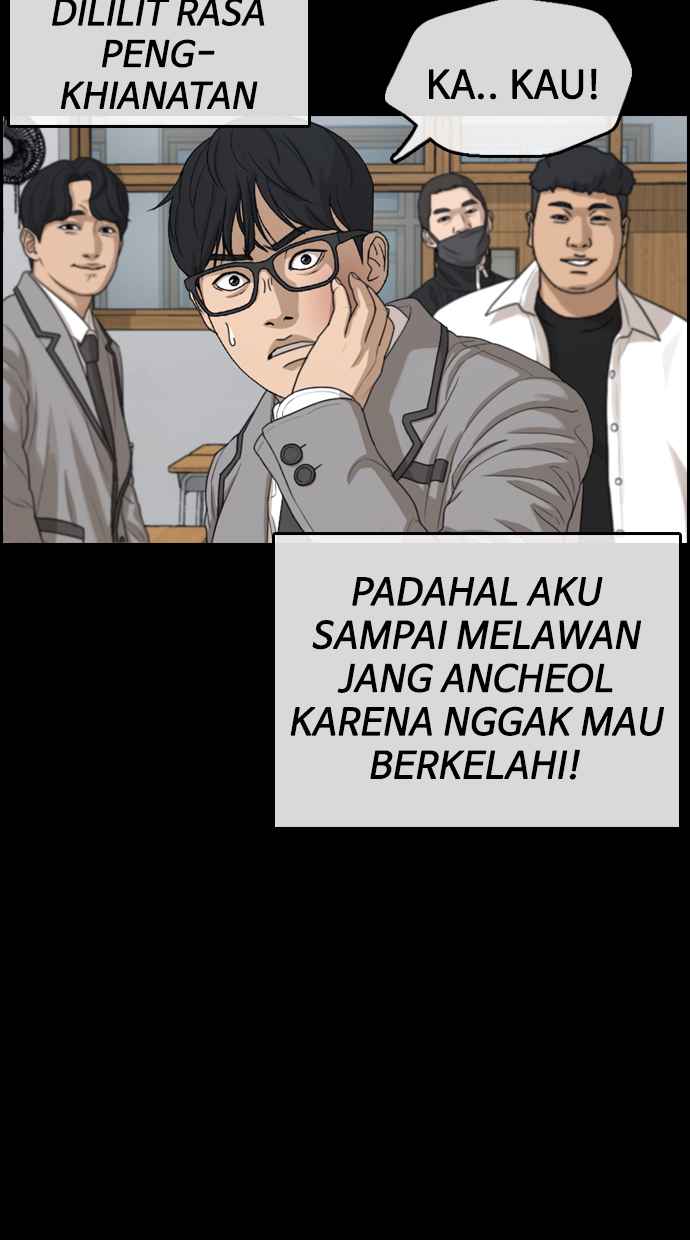 DILILIT RASA
PENG-
KHIANATAN
KA.. KAU!
PADAHAL AKU
SAMPAI MELAWAN
JANG ANCHEOL
KARENA NGGAK MAU
BERKELAHI!